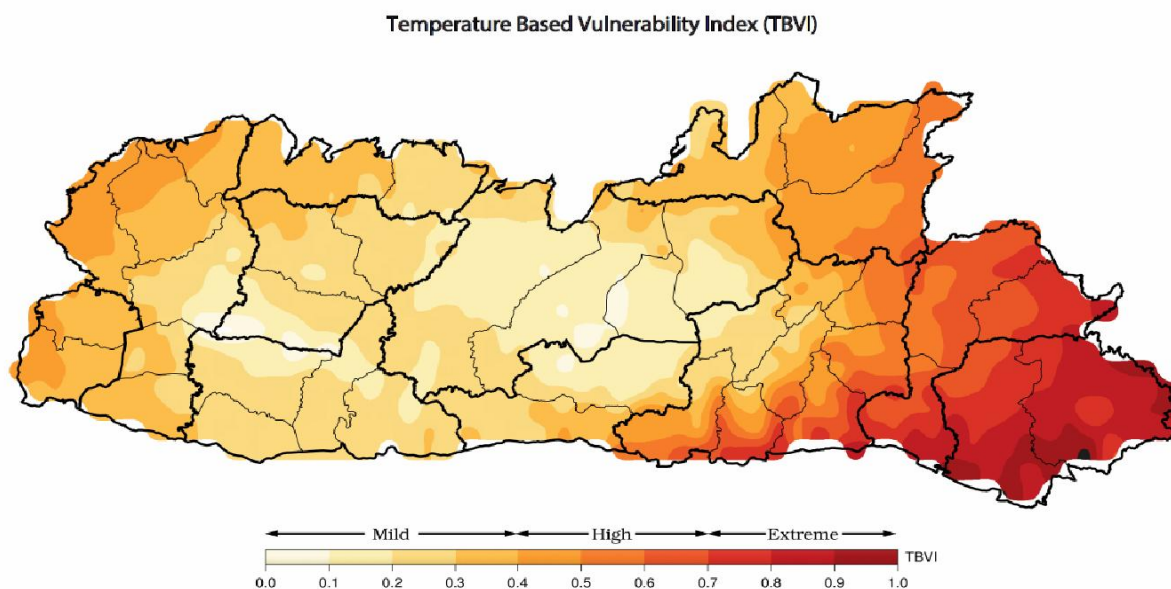 Temperature Based Vulnerability Index (TBVI)
Mild High Extreme
TBVI
0.0 0.1 0.2 0.3 0.4 0.5 0.6 0.7 0.8 0.9 1.0